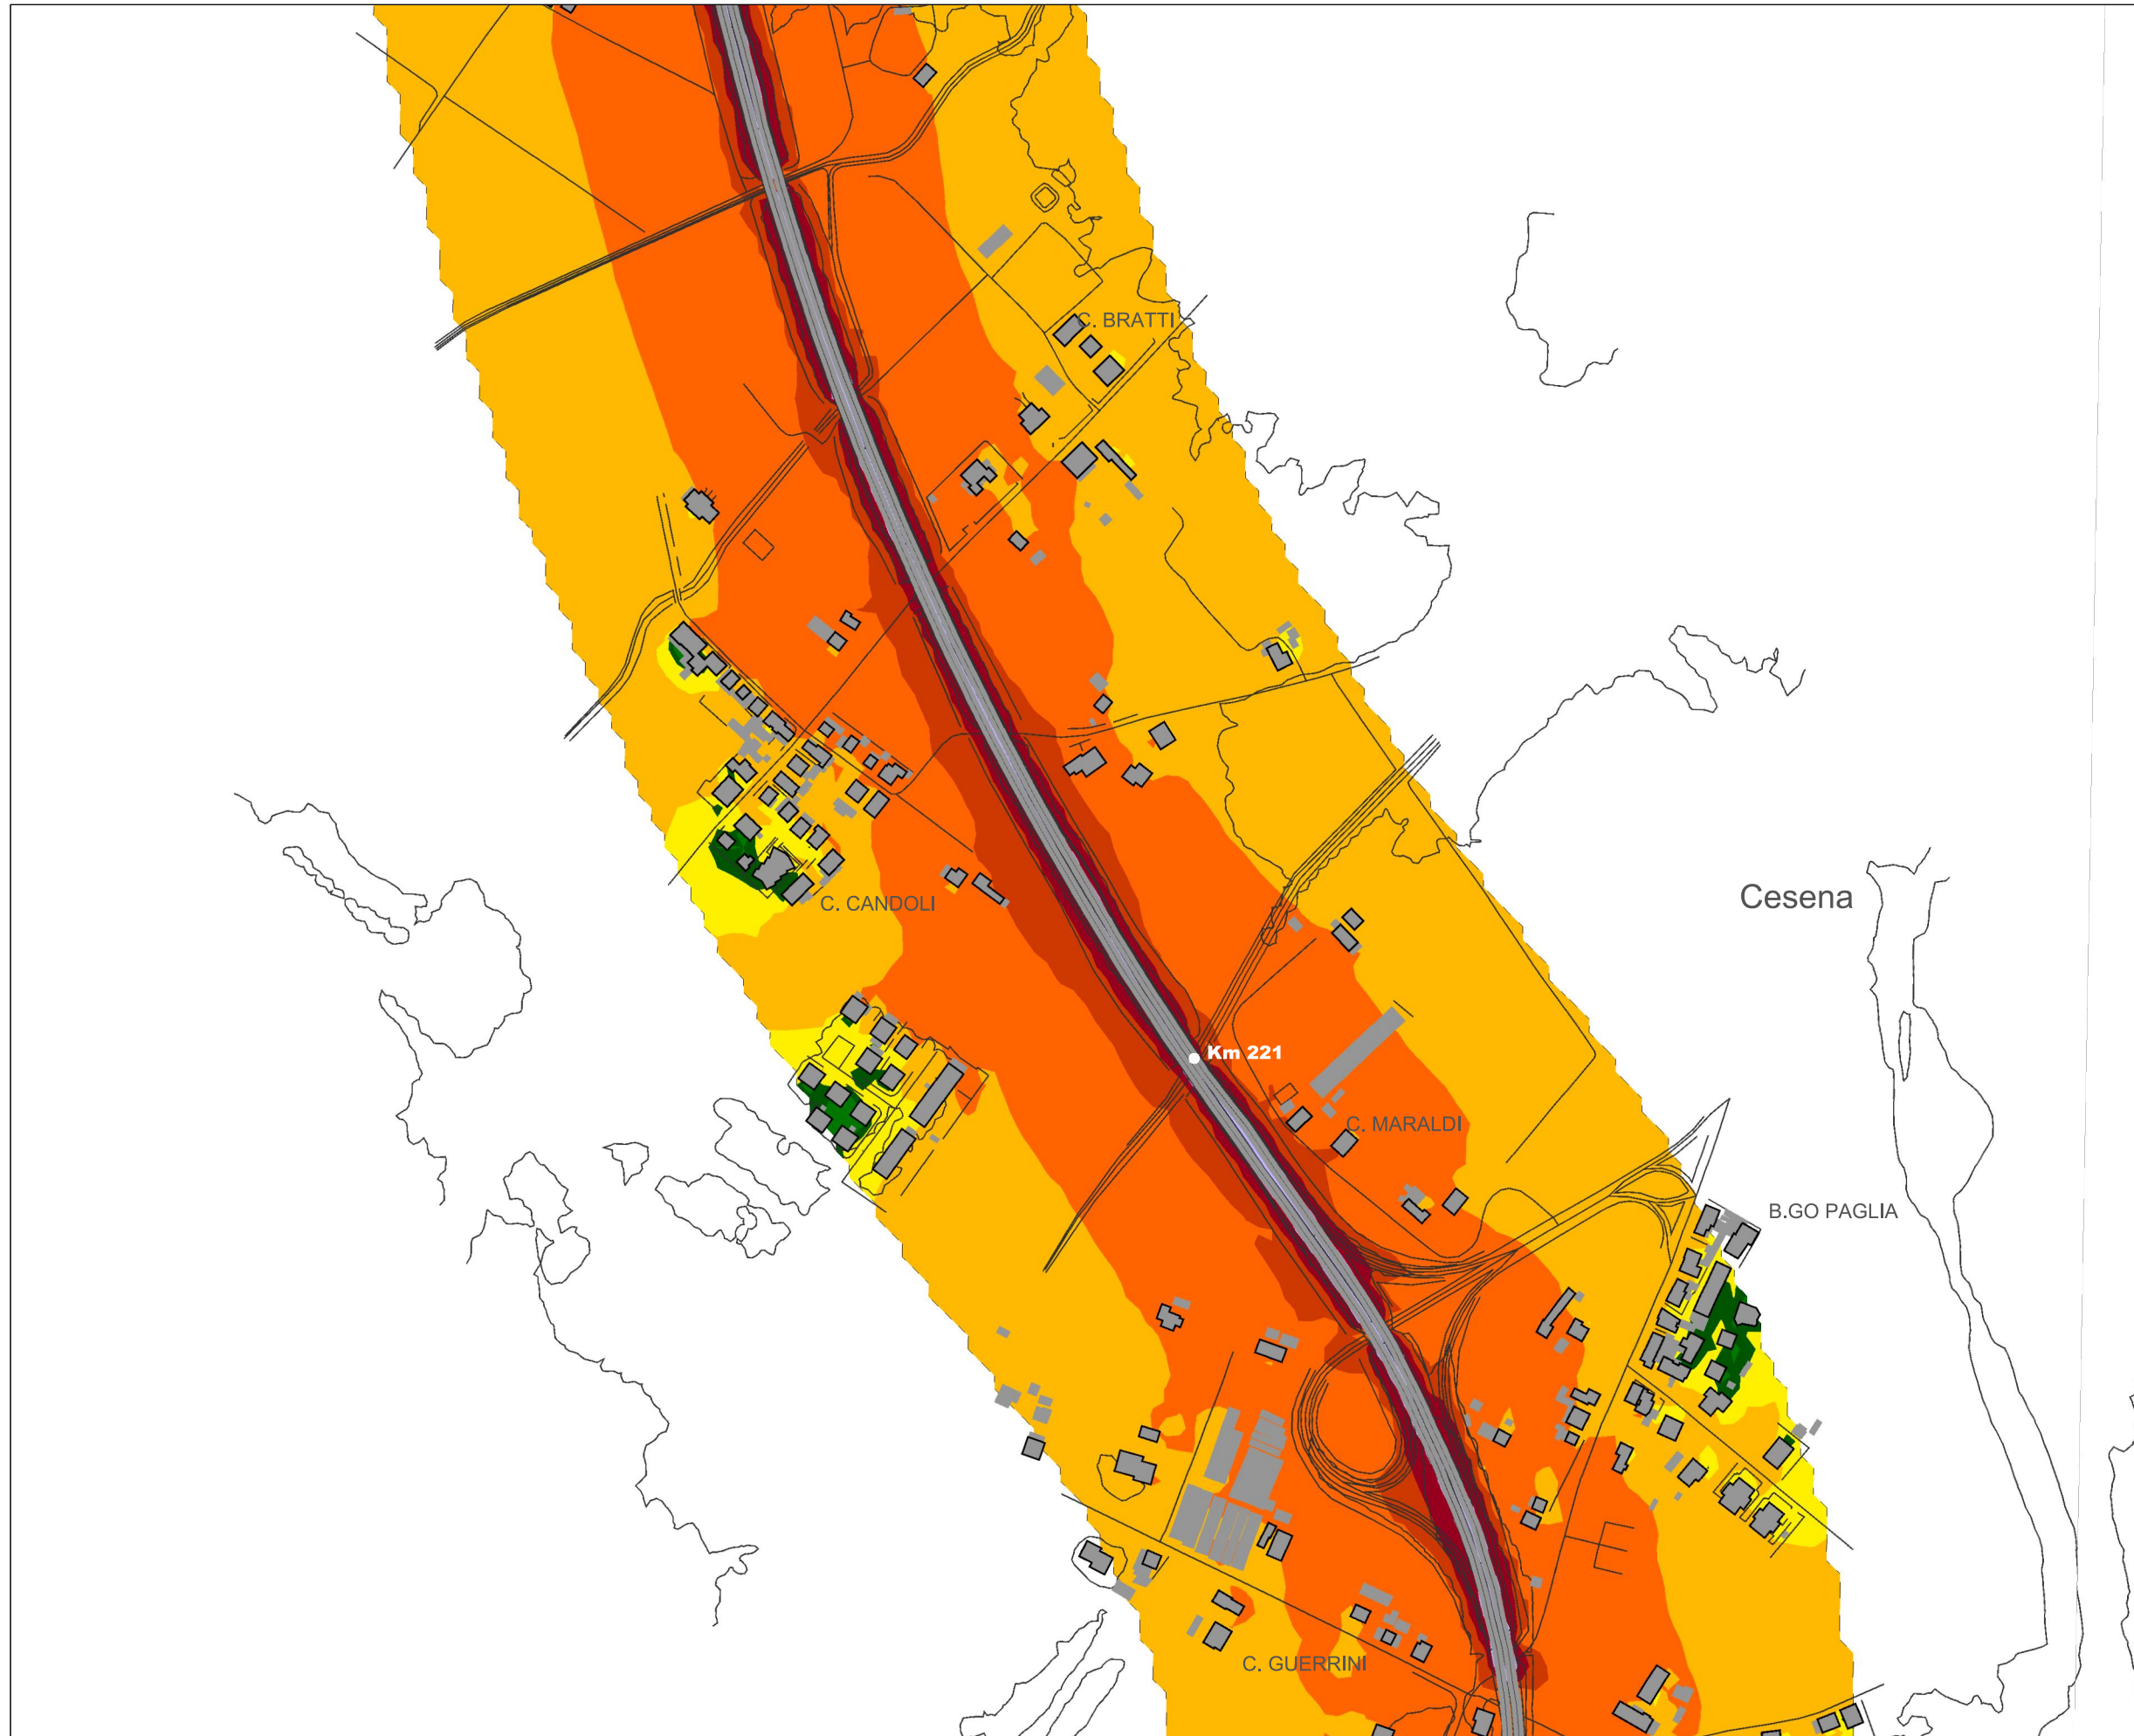 C. BRATTI
Cesena
C. CANDOLI
Km 221
C. MARALDI
B.GO PAGLIA
C. GUERRINI